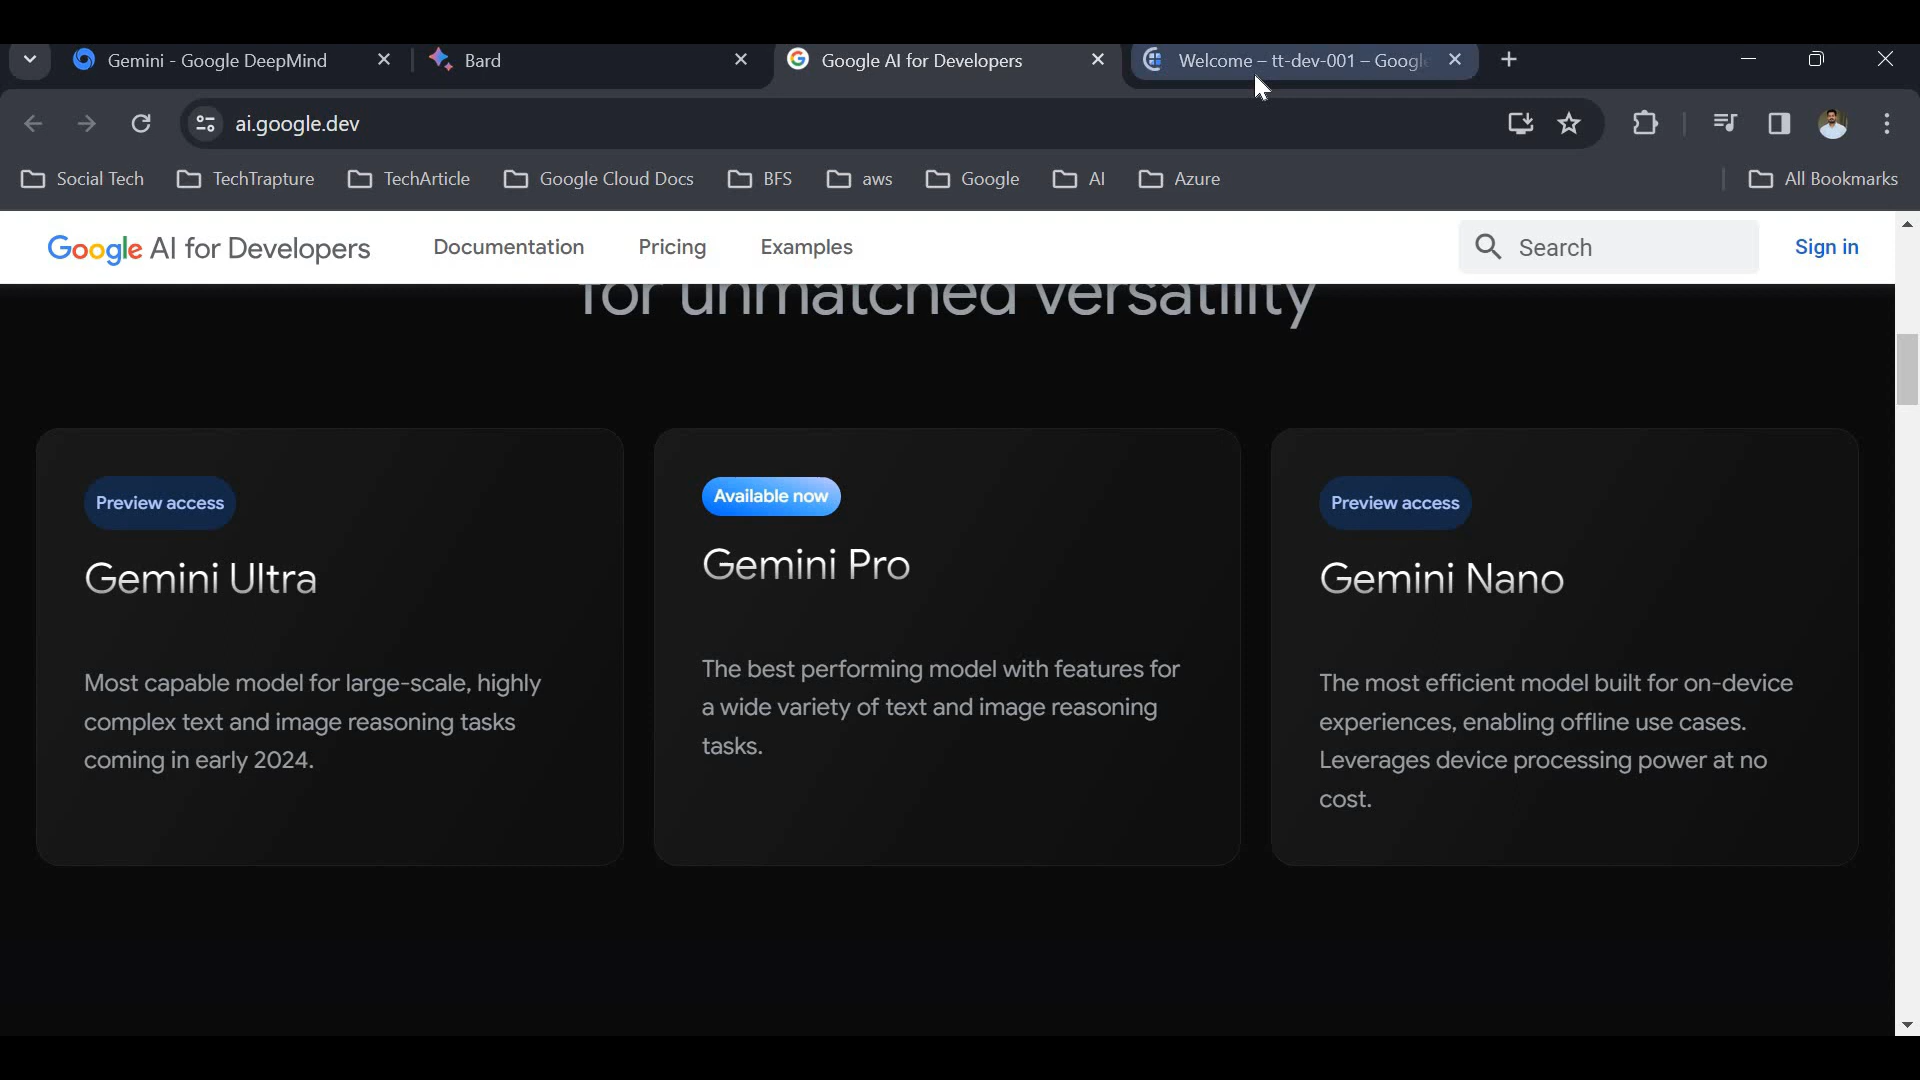 Gemini - Google DeepMind
Bard
Google AI for Developers
Welcome – tt-dev-001 – Googl
ai.google.dev
Social Tech
TechTrapture
TechArticle
Google Cloud Docs
BFS
aws
Google
AI
Azure
All Bookmarks
Google AI for Developers
Documentation
Pricing
Examples
Search
Sign in
for unmatched versatility
Preview access
Gemini Ultra
Most capable model for large-scale, highly
complex text and image reasoning tasks
coming in early 2024.
Available now
Gemini Pro
The best performing model with features for
a wide variety of text and image reasoning
tasks.
Preview access
Gemini Nano
The most efficient model built for on-device
experiences, enabling offline use cases.
Leverages device processing power at no
cost.